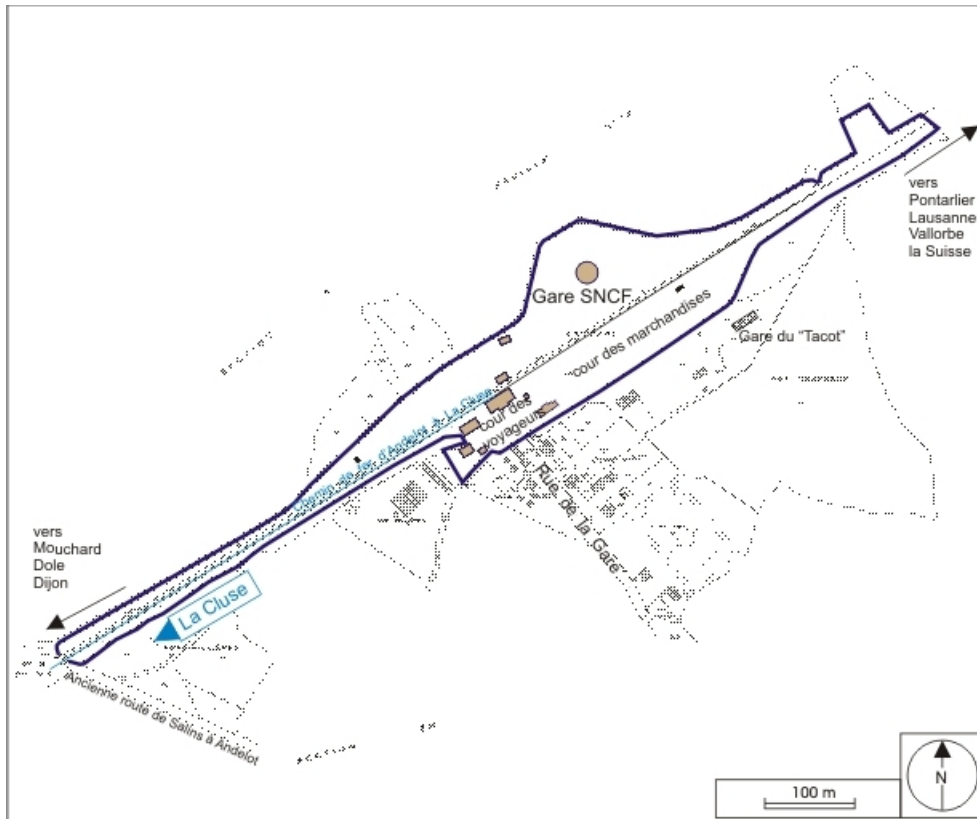 vers
Pontarlier
Lausanne
Vallorbe
la Suisse
Gare SNCF
cour des marchandises
Gare du "Tacot"
Chemin de fer d'Andelot à La Cluse
cour des
voyageurs
Rue de la Gare
vers
Mouchard
Dole
Dijon
La Cluse
Ancienne route de Salins à Andelot
100 m
N